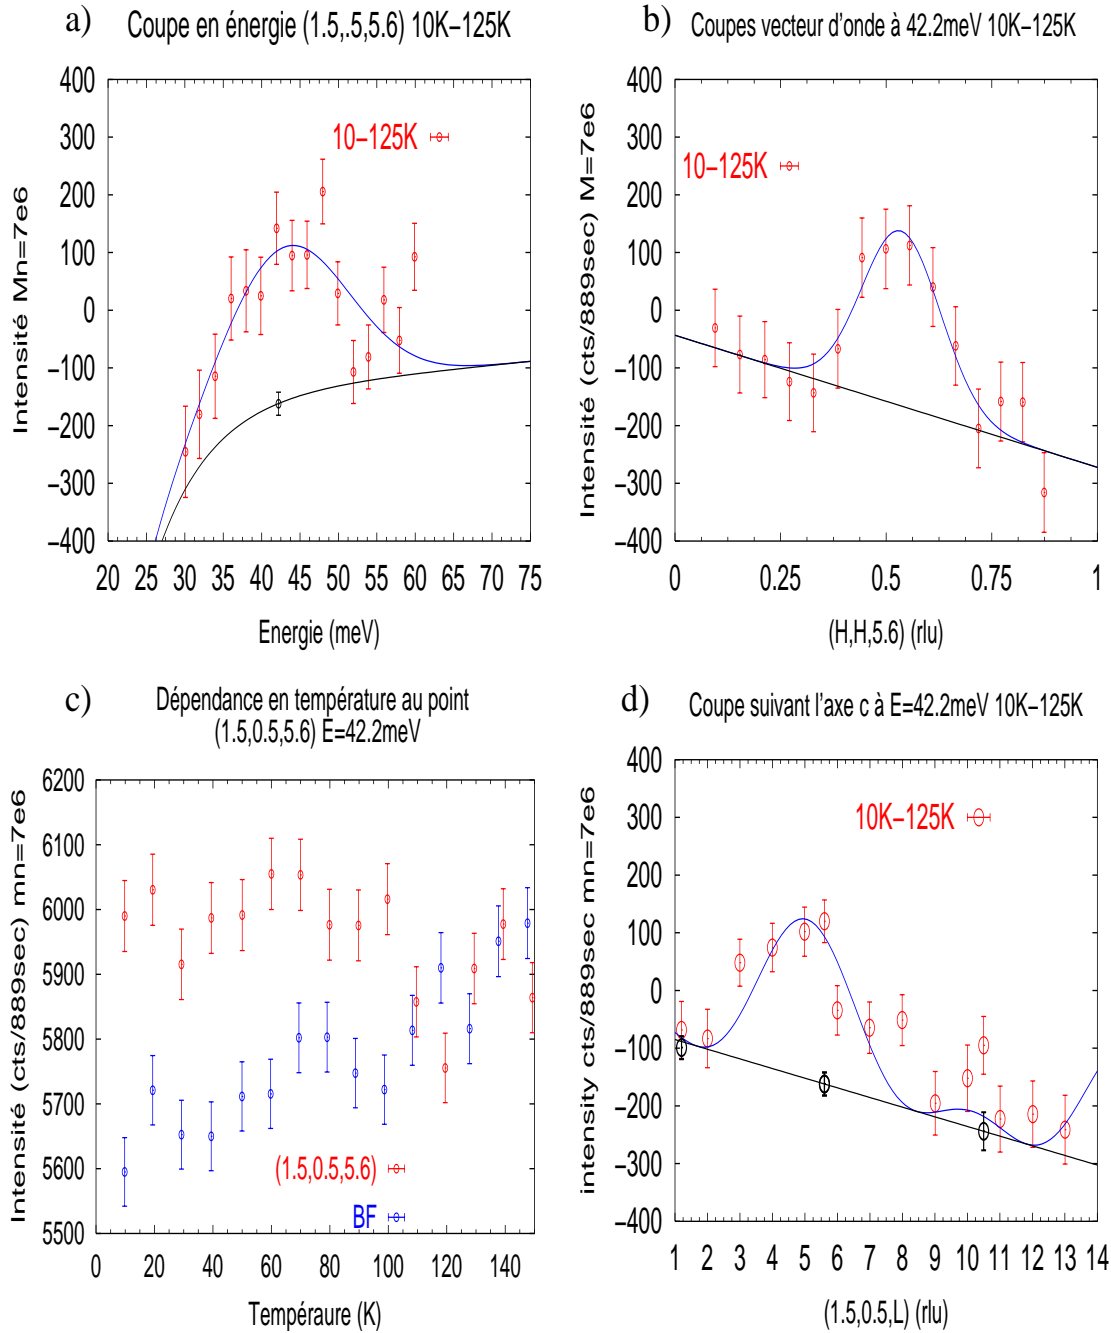 a) Coupe en énergie (1.5,.5,5.6) 10K–125K
400
300
200
100
0
–100
–200
–300
–400
Intensité Mn=7e6
10–125K
20 25 30 35 40 45 50 55 60 65 70 75
Energie (meV)
b) Coupes vecteur d'onde à 42.2meV 10K–125K
400
300
200
100
0
–100
–200
–300
–400
Intensité (cts/889sec) M=7e6
10–125K
0 0.25 0.5 0.75 1
(H,H,5.6) (rlu)
c) Dépendance en température au point
(1.5,0.5,5.6) E=42.2meV
6200
6100
6000
5900
5800
5700
5600
5500
Intensité (cts/889sec) mn=7e6
(1.5,0.5,5.6)
BF
0 20 40 60 80 100 120 140
Tempéraure (K)
d) Coupe suivant l'axe c à E=42.2meV 10K–125K
400
300
200
100
0
–100
–200
–300
–400
intensity cts/889sec mn=7e6
10K–125K
1 2 3 4 5 6 7 8 9 10 11 12 13 14
(1.5,0.5,L) (rlu)